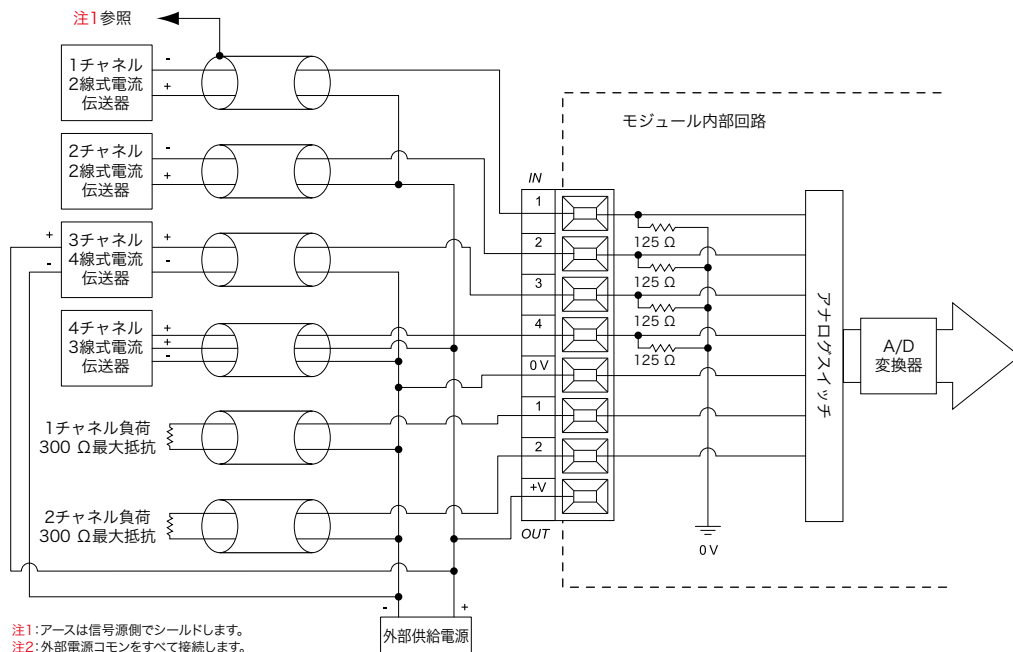 注1参照
1チャネル
2線式電流
伝送器
-
+
2チャネル
2線式電流
伝送器
-
+
+
-
3チャネル
4線式電流
伝送器
+
-
4チャネル
3線式電流
伝送器
+
+
-
1チャネル負荷
300 Ω最大抵抗
2チャネル負荷
300 Ω最大抵抗
-
+
外部供給電源
注1:アースは信号源側でシールドします。
注2:外部電源コモンをすべて接続します。
IN
1
2
3
4
0 V
1
2
+V
OUT
モジュール内部回路
125 Ω
125 Ω
125 Ω
125 Ω
0 V
アナログスイッチ
A/D
変換器